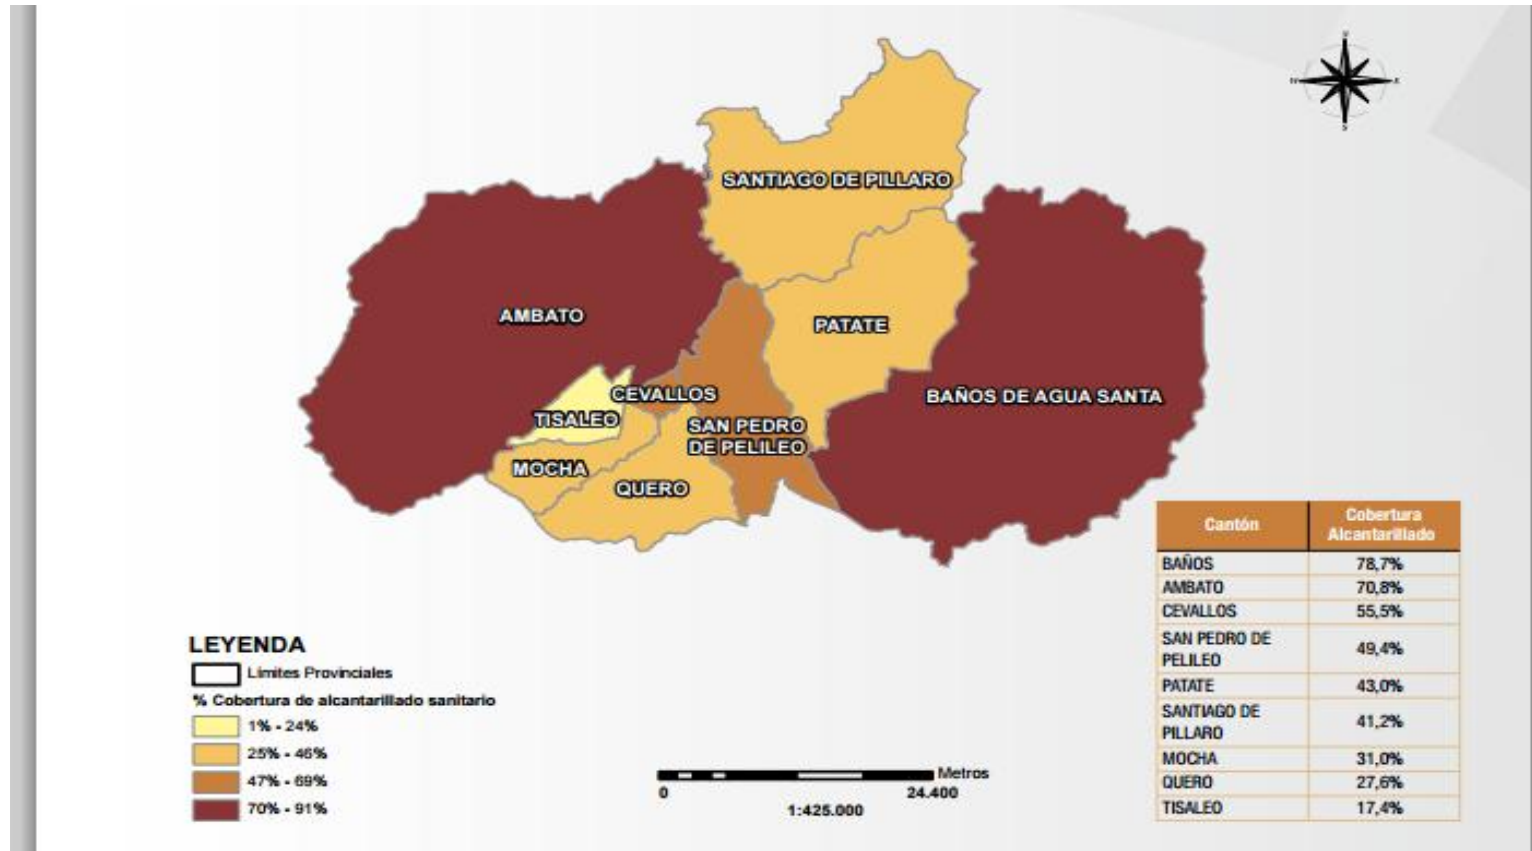 N
S
SANTIAGO DE PILLARO
AMBATO
PATATE
CEVALLOS
BAÑOS DE AGUA SANTA
TISALEO
SAN PEDRO
DE PELILEO
MOCHA
QUERO
LEYENDA
Límites Provinciales
% Cobertura de alcantarillado sanitario
1% - 24%
25% - 46%
47% - 69%
70% - 91%
Metros
0 24.400
1:425.000
Cantón Cobertura
Alcantarillado
BAÑOS 78,7%
AMBATO 70,8%
CEVALLOS 55,5%
SAN PEDRO DE
PELILEO 49,4%
PATATE 43,0%
SANTIAGO DE
PILLARO 41,2%
MOCHA 31,0%
QUERO 27,6%
TISALEO 17,4%